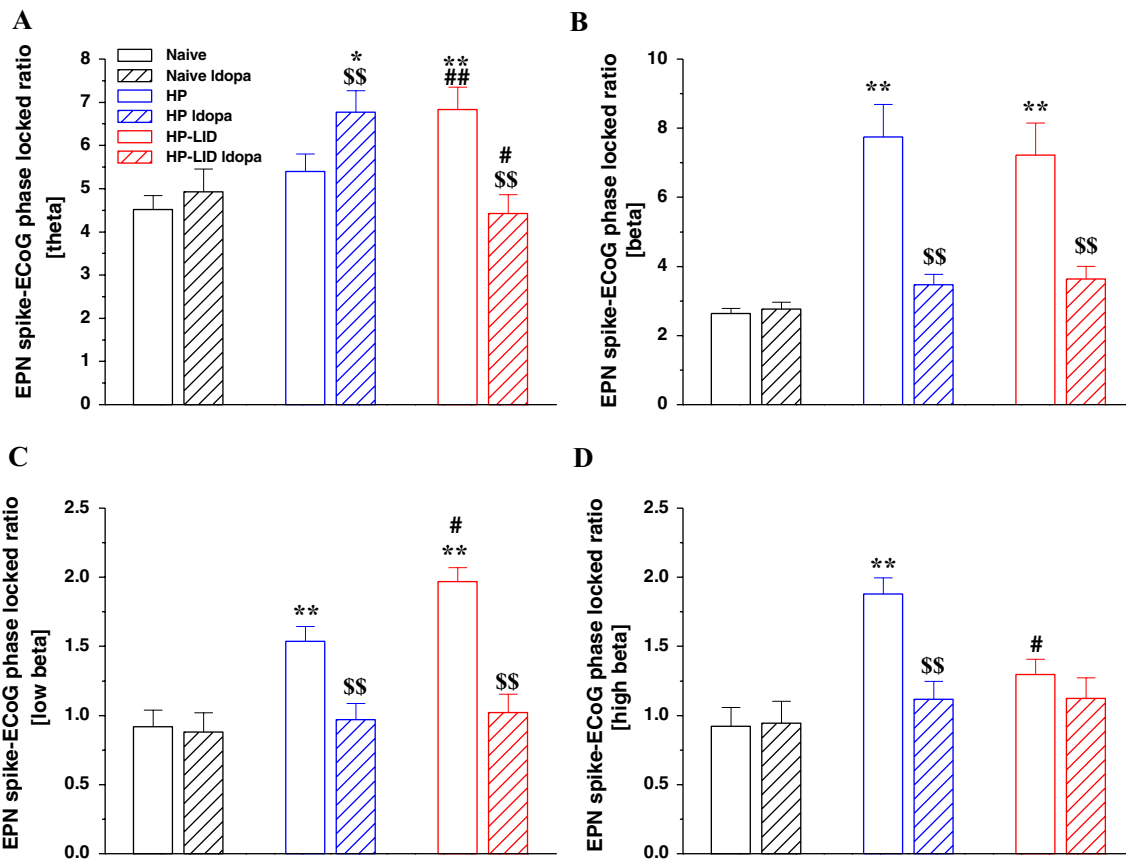 A
EPN spike-ECoG phase locked ratio
[theta]
8
7
6
5
4
3
2
1
0
Naive
Naive ldopa
HP
HP ldopa
HP-LID
HP-LID ldopa
*
$$
**
##
#
$$
B
EPN spike-ECoG phase locked ratio
[beta]
10
8
6
4
2
0
**
$$
**
$$
C
EPN spike-ECoG phase locked ratio
[low beta]
2.5
2.0
1.5
1.0
0.5
0.0
**
$$
#
**
$$
D
EPN spike-ECoG phase locked ratio
[high beta]
2.5
2.0
1.5
1.0
0.5
0.0
**
$$
#